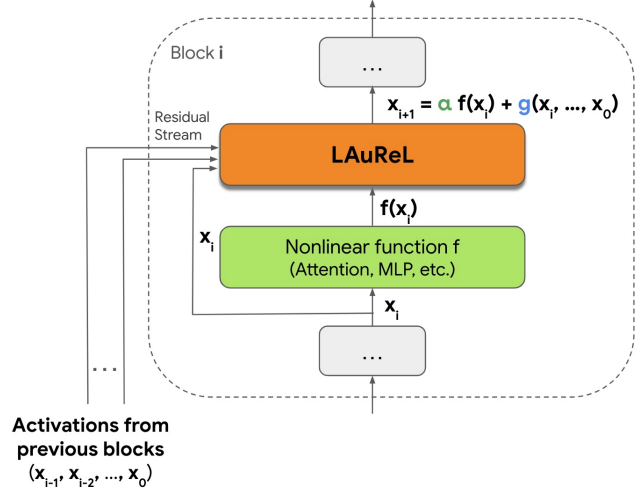 Block i
...
x_{i+1} = α f(x_i) + g(x_i, ..., x_0)
Residual
Stream
LAuReL
f(x_i)
x_i
Nonlinear function f
(Attention, MLP, etc.)
x_i
...
...
Activations from
previous blocks
(x_{i-1}, x_{i-2}, ..., x_0)